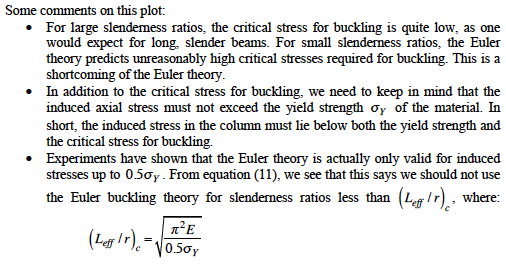 Some comments on this plot:
• For large slenderness ratios, the critical stress for buckling is quite low, as one
would expect for long, slender beams. For small slenderness ratios, the Euler
theory predicts unreasonably high critical stresses required for buckling. This is a
shortcoming of the Euler theory.
• In addition to the critical stress for buckling, we need to keep in mind that the
induced axial stress must not exceed the yield strength σ_Y of the material. In
short, the induced stress in the column must lie below both the yield strength and
the critical stress for buckling.
• Experiments have shown that the Euler theory is actually only valid for induced
stresses up to 0.5σ_Y. From equation (11), we see that this says we should not use
the Euler buckling theory for slenderness ratios less than (L_eff / r)_c, where:
(L_eff / r)_c = √(π²E / 0.5σ_Y)